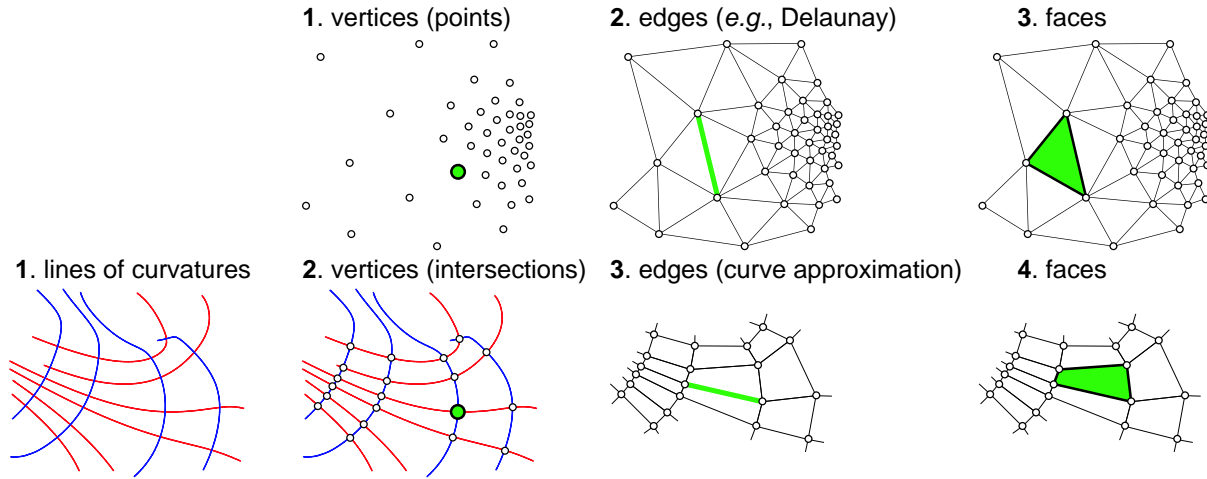 1. vertices (points)
2. edges (e.g., Delaunay)
3. faces
1. lines of curvatures
2. vertices (intersections)
3. edges (curve approximation)
4. faces